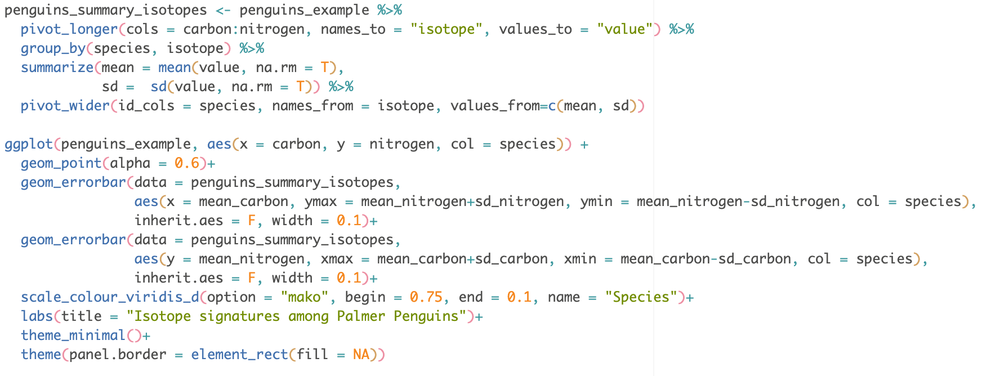 penguins_summary_isotopes <- penguins_example %>%
  pivot_longer(cols = carbon:nitrogen, names_to = "isotope", values_to = "value") %>%
  group_by(species, isotope) %>%
  summarize(mean = mean(value, na.rm = T),
            sd =  sd(value, na.rm = T)) %>%
  pivot_wider(id_cols = species, names_from = isotope, values_from=c(mean, sd))

ggplot(penguins_example, aes(x = carbon, y = nitrogen, col = species)) +
  geom_point(alpha = 0.6)+
  geom_errorbar(data = penguins_summary_isotopes,
                aes(x = mean_carbon, ymax = mean_nitrogen+sd_nitrogen, ymin = mean_nitrogen-sd_nitrogen, col = species),
                inherit.aes = F, width = 0.1)+
  geom_errorbar(data = penguins_summary_isotopes,
                aes(y = mean_nitrogen, xmax = mean_carbon+sd_carbon, xmin = mean_carbon-sd_carbon, col = species),
                inherit.aes = F, width = 0.1)+
  scale_colour_viridis_d(option = "mako", begin = 0.75, end = 0.1, name = "Species")+
  labs(title = "Isotope signatures among Palmer Penguins")+
  theme_minimal()+
  theme(panel.border = element_rect(fill = NA))